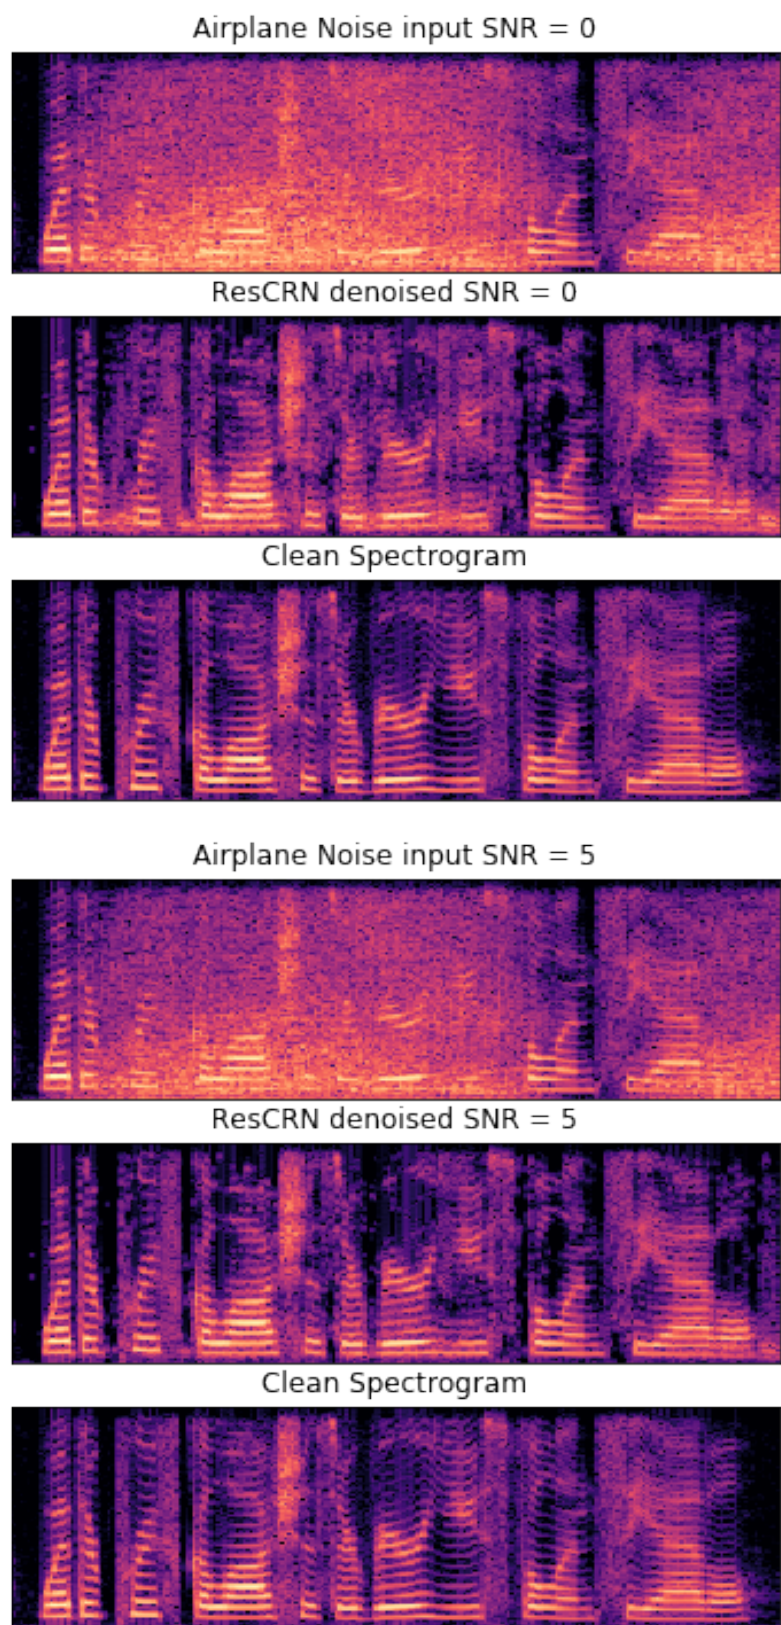 Airplane Noise input SNR = 0
ResCRN denoised SNR = 0
Clean Spectrogram
Airplane Noise input SNR = 5
ResCRN denoised SNR = 5
Clean Spectrogram